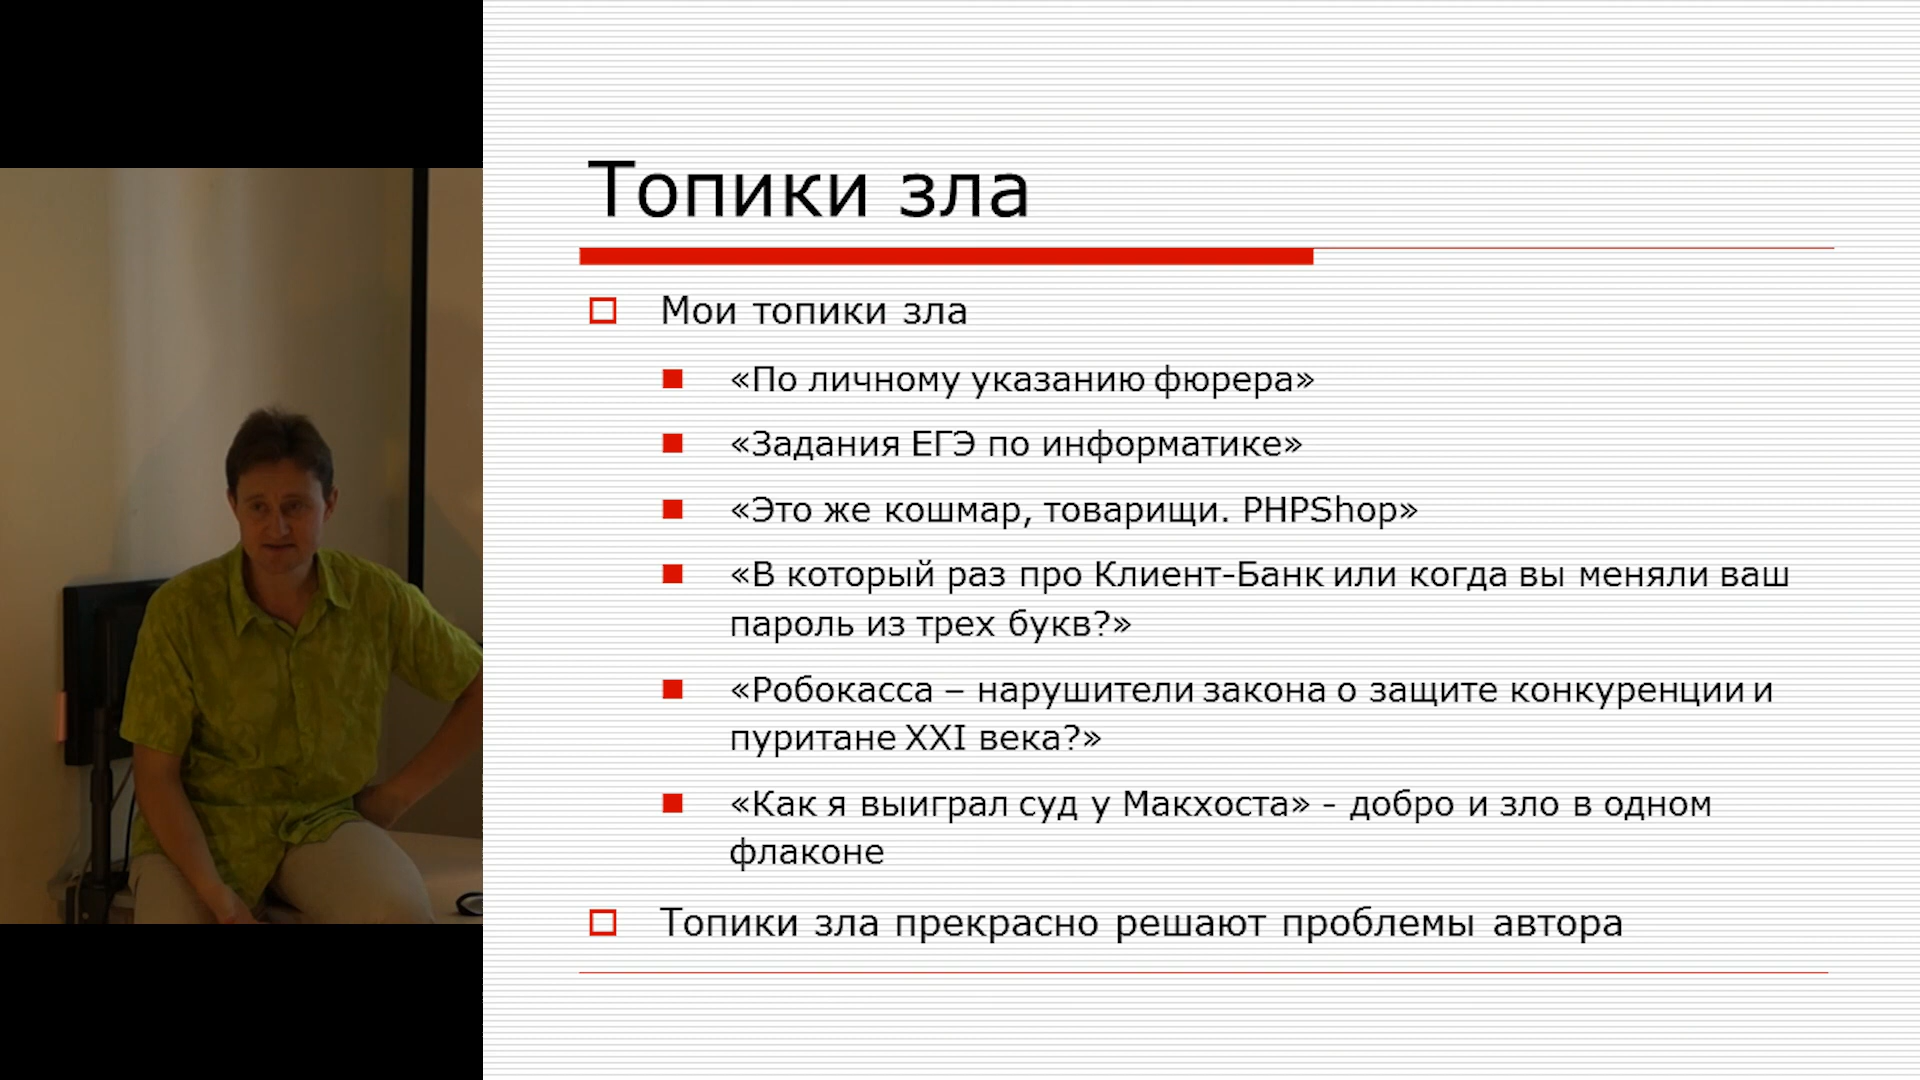 Топики зла
Мои топики зла
«По личному указанию фюрера»
«Задания ЕГЭ по информатике»
«Это же кошмар, товарищи. PHPShop»
«В который раз про Клиент-Банк или когда вы меняли ваш
пароль из трех букв?»
«Робокасса – нарушители закона о защите конкуренции и
пуритане XXI века?»
«Как я выиграл суд у Макхоста» - добро и зло в одном
флаконе
Топики зла прекрасно решают проблемы автора